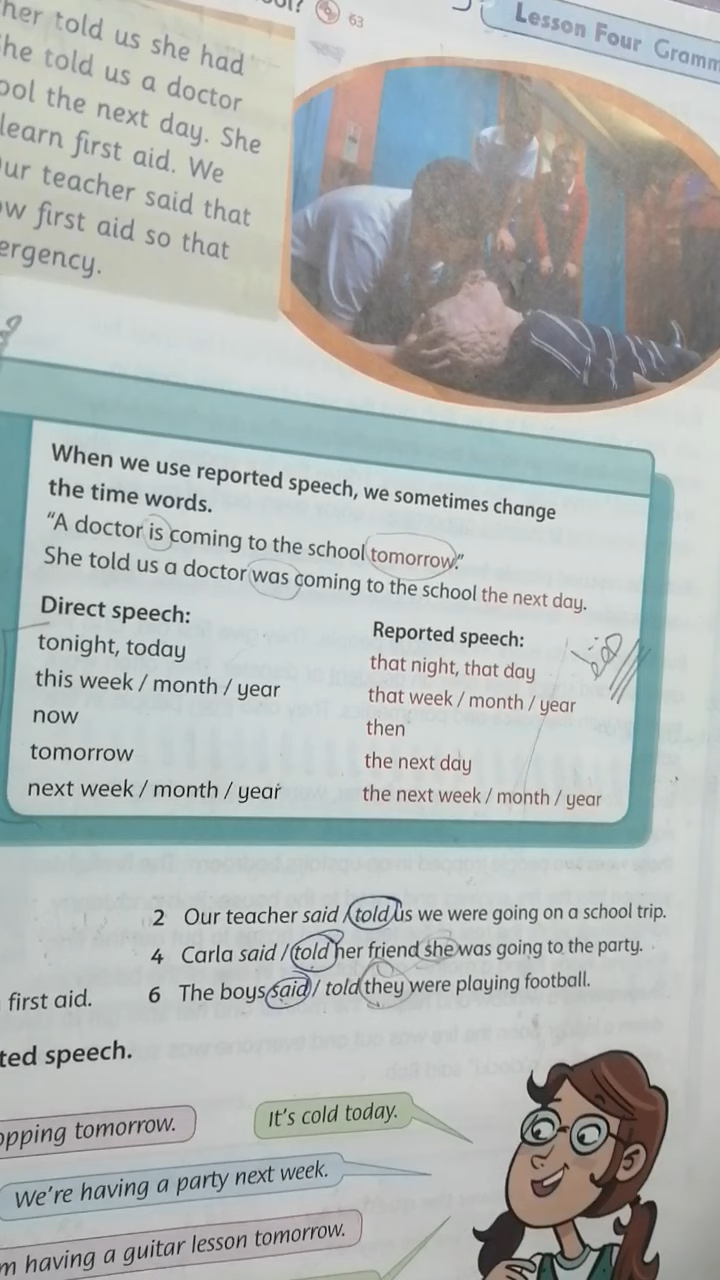 63
Lesson Four Gramm
her told us she had
he told us a doctor
ool the next day. She
learn first aid. We
ur teacher said that
w first aid so that
ergency.
When we use reported speech, we sometimes change
the time words.
“A doctor is coming to the school tomorrow.”
She told us a doctor was coming to the school the next day.
Direct speech:
Reported speech:
tonight, today
that night, that day
this week / month / year
that week / month / year
now
then
tomorrow
the next day
next week / month / year
the next week / month / year
2 Our teacher said / told us we were going on a school trip.
4 Carla said / told her friend she was going to the party.
first aid.
6 The boys said / told they were playing football.
ted speech.
opping tomorrow.
It's cold today.
We're having a party next week.
m having a guitar lesson tomorrow.